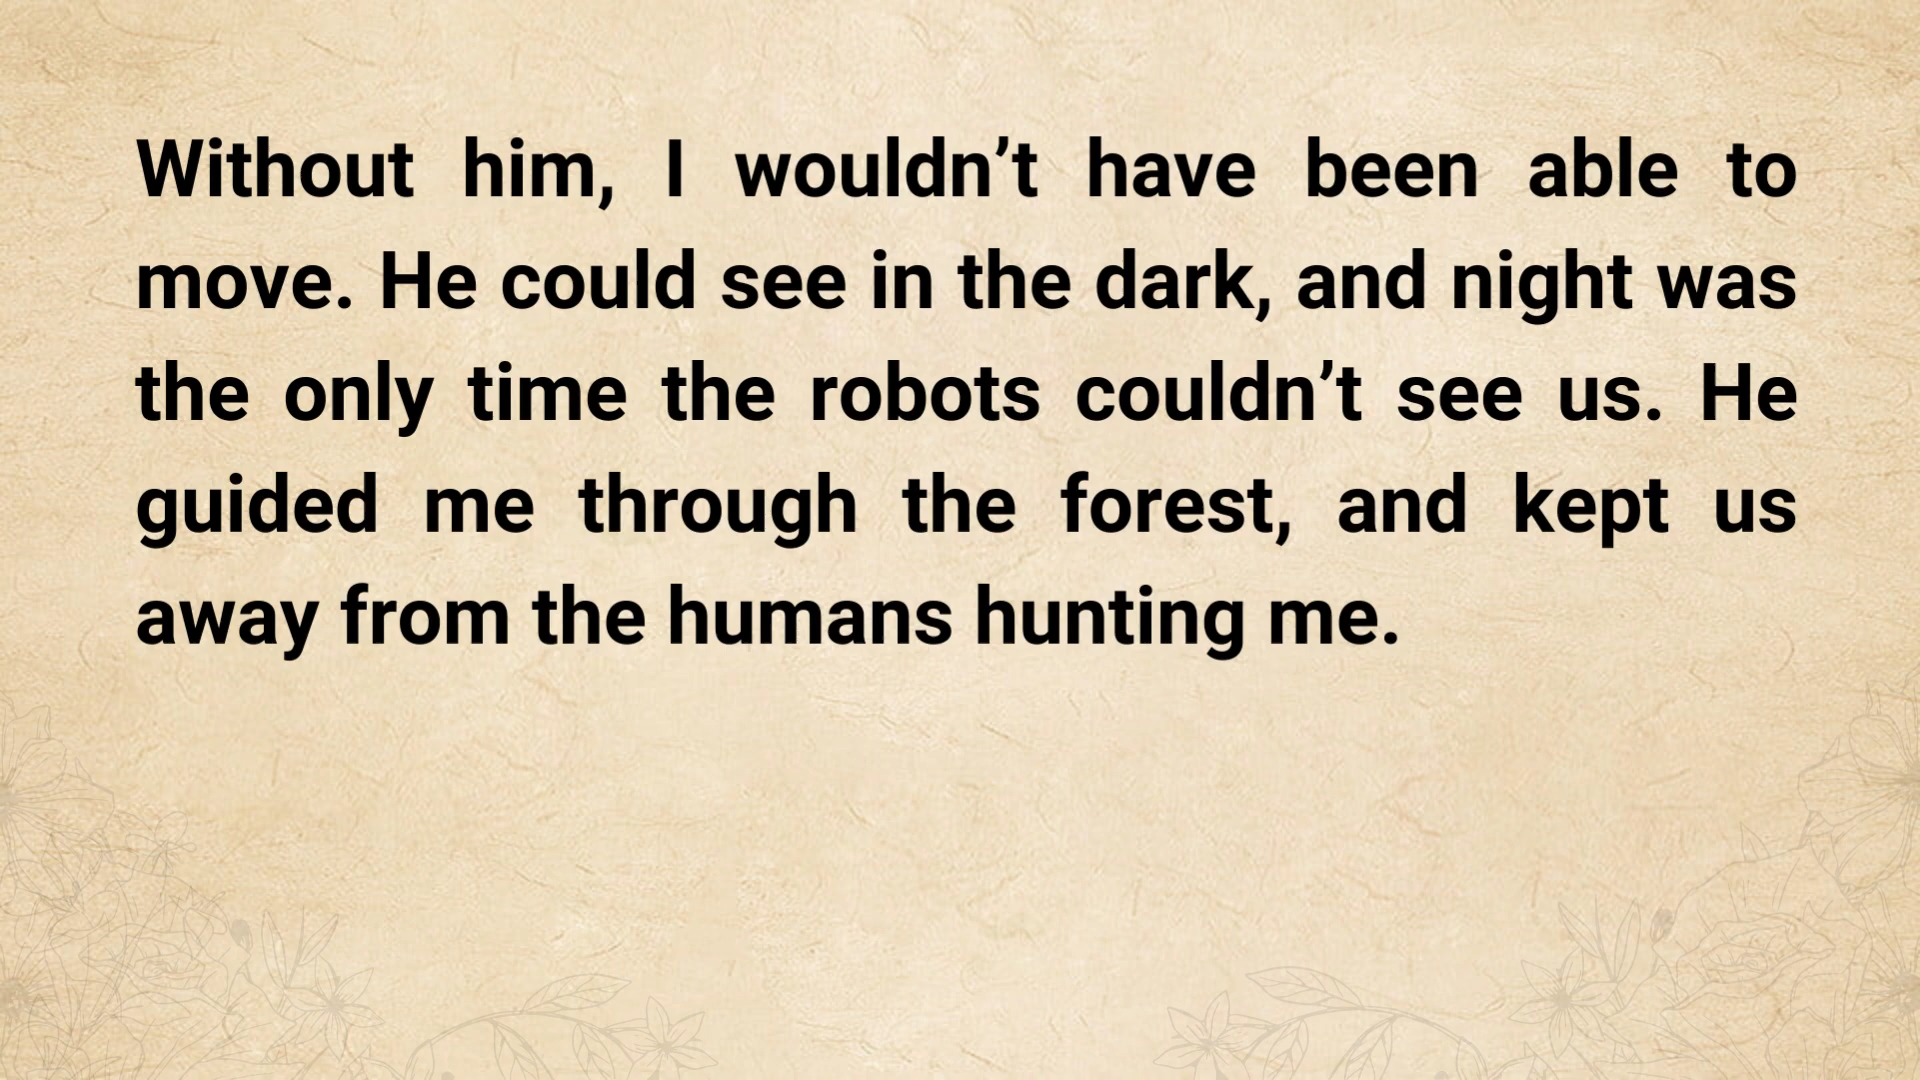 Without him, I wouldn’t have been able to
move. He could see in the dark, and night was
the only time the robots couldn’t see us. He
guided me through the forest, and kept us
away from the humans hunting me.